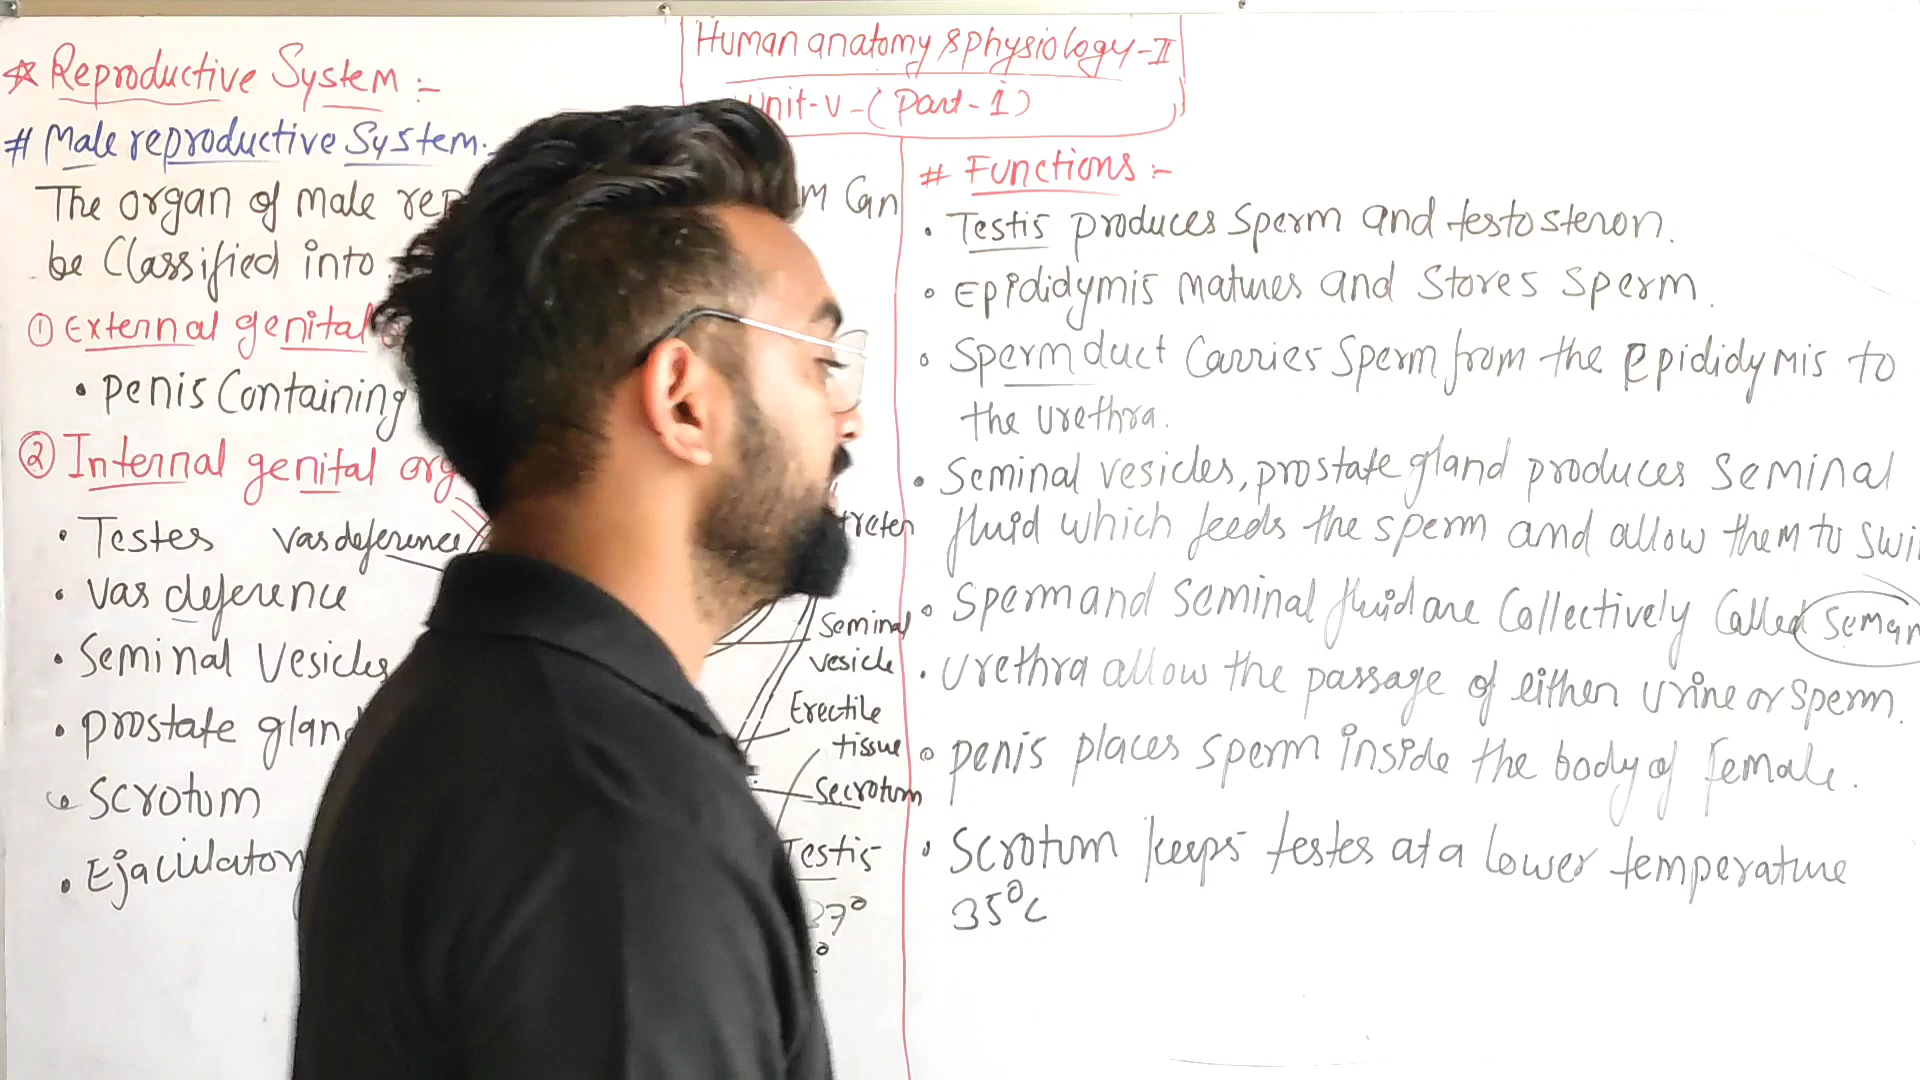 Human anatomy & physiology-II
Unit-V-(Part-1)
☆ Reproductive System :-
# Male reproductive System.
The organ of male Can
be Classified into
① External genital
• penis Containing
② Internal genital
• Testes
• vas deference
• Seminal Vesicles
• prostate gland
• Scrotum
• Ejaculatory
vas deference
Seminal
vesicle
Erectile
tissue
Secrotum
Testis
37°
# Functions :-
• Testis produces sperm and testosteron.
• Epididymis matures and Stores Sperm.
• Sperm duct Carries Sperm from the Epididymis to
the urethra.
• Seminal vesicles, prostate gland produces seminal
fluid which feeds the sperm and allow them to swi
• Sperm and Seminal fluid are Collectively Called Seman
• urethra allow the passage of either urine or sperm.
• penis places sperm inside the body of female.
• Scrotum keeps testes at a lower temperature
35°C